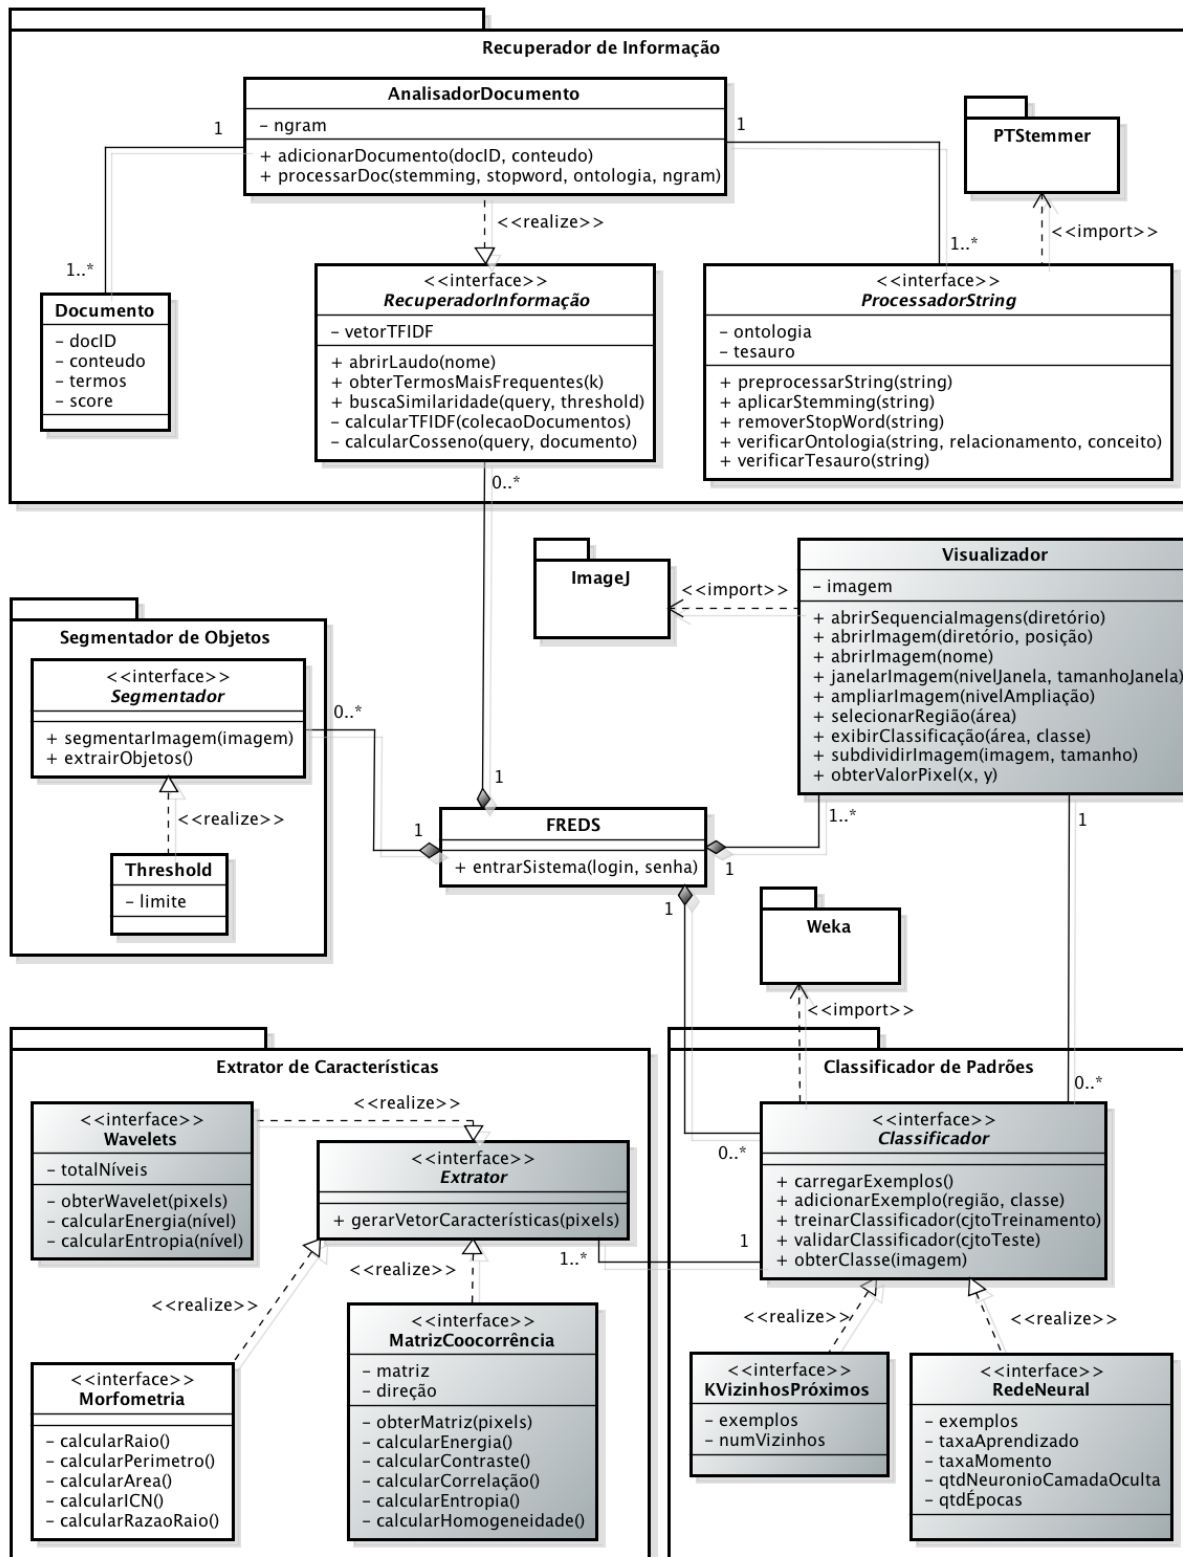 Recuperador de Informação
AnalisadorDocumento
– ngram
+ adicionarDocumento(docID, conteudo)
+ processarDoc(stemming, stopword, ontologia, ngram)
1
1
PTStemmer
<<realize>>
<<import>>
1..*
1..*
Documento
– docID
– conteudo
– termos
– score
<<interface>>
RecuperadorInformação
– vetorTFIDF
+ abrirLaudo(nome)
+ obterTermosMaisFrequentes(k)
+ buscaSimilaridade(query, threshold)
– calcularTFIDF(colecaoDocumentos)
– calcularCosseno(query, documento)
<<interface>>
ProcessadorString
– ontologia
– tesauro
+ preprocessarString(string)
+ aplicarStemming(string)
+ removerStopWord(string)
+ verificarOntologia(string, relacionamento, conceito)
+ verificarTesauro(string)
0..*
ImageJ
<<import>>
Visualizador
– imagem
+ abrirSequenciaImagens(diretório)
+ abrirImagem(diretório, posição)
+ abrirImagem(nome)
+ janelarImagem(nivelJanela, tamanhoJanela)
+ ampliarImagem(nivelAmpliação)
+ selecionarRegião(área)
+ exibirClassificação(área, classe)
+ subdividirImagem(imagem, tamanho)
+ obterValorPixel(x, y)
Segmentador de Objetos
<<interface>>
Segmentador
+ segmentarImagem(imagem)
+ extrairObjetos()
0..*
<<realize>>
Threshold
– limite
1
1
FREDS
+ entrarSistema(login, senha)
1..*
1
1
1
Weka
<<import>>
Extrator de Características
<<interface>>
Wavelets
– totalNíveis
– obterWavelet(pixels)
– calcularEnergia(nível)
– calcularEntropia(nível)
<<realize>>
<<interface>>
Extrator
+ gerarVetorCaracterísticas(pixels)
1..*
<<realize>>
<<realize>>
<<interface>>
Morfometria
– calcularRaio()
– calcularPerimetro()
– calcularArea()
– calcularICN()
– calcularRazaoRaio()
<<interface>>
MatrizCoocorrência
– matriz
– direção
– obterMatriz(pixels)
– calcularEnergia()
– calcularContraste()
– calcularCorrelação()
– calcularEntropia()
– calcularHomogeneidade()
Classificador de Padrões
0..*
0..*
1
<<interface>>
Classificador
+ carregarExemplos()
+ adicionarExemplo(região, classe)
+ treinarClassificador(cjtoTreinamento)
+ validarClassificador(cjtoTeste)
+ obterClasse(imagem)
<<realize>>
<<realize>>
<<interface>>
KVizinhosPróximos
– exemplos
– numVizinhos
<<interface>>
RedeNeural
– exemplos
– taxaAprendizado
– taxaMomento
– qtdNeuronioCamadaOculta
– qtdÉpocas